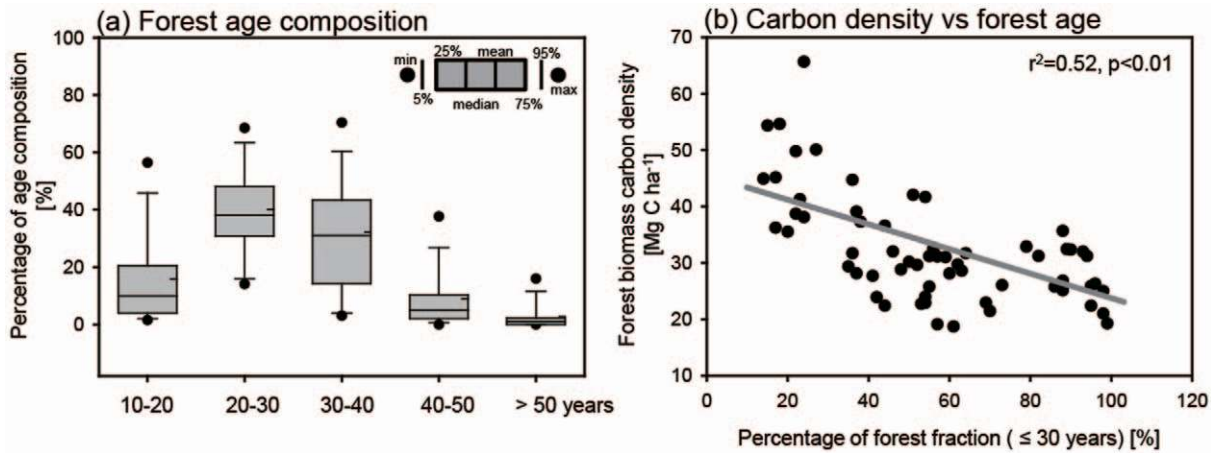 (a) Forest age composition
Percentage of age composition
[%]
100
80
60
40
20
0
min
25%
mean
95%
5%
median
75%
max
10-20
20-30
30-40
40-50
> 50 years
(b) Carbon density vs forest age
Forest biomass carbon density
[Mg C ha⁻¹]
70
60
50
40
30
20
10
r²=0.52, p<0.01
0
20
40
60
80
100
120
Percentage of forest fraction ( ≤ 30 years) [%]